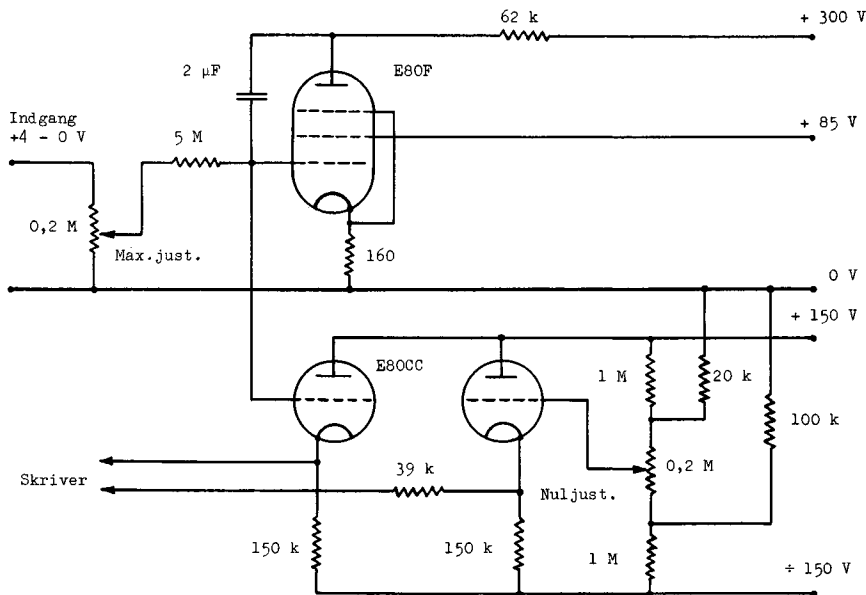 62 k
+ 300 V
E80F
2 μF
+ 85 V
Indgang
+4 - 0 V
5 M
0,2 M
Max.just.
160
0 V
+ 150 V
E80CC
1 M
20 k
100 k
Skriver
39 k
0,2 M
Nuljust.
150 k
150 k
1 M
÷ 150 V